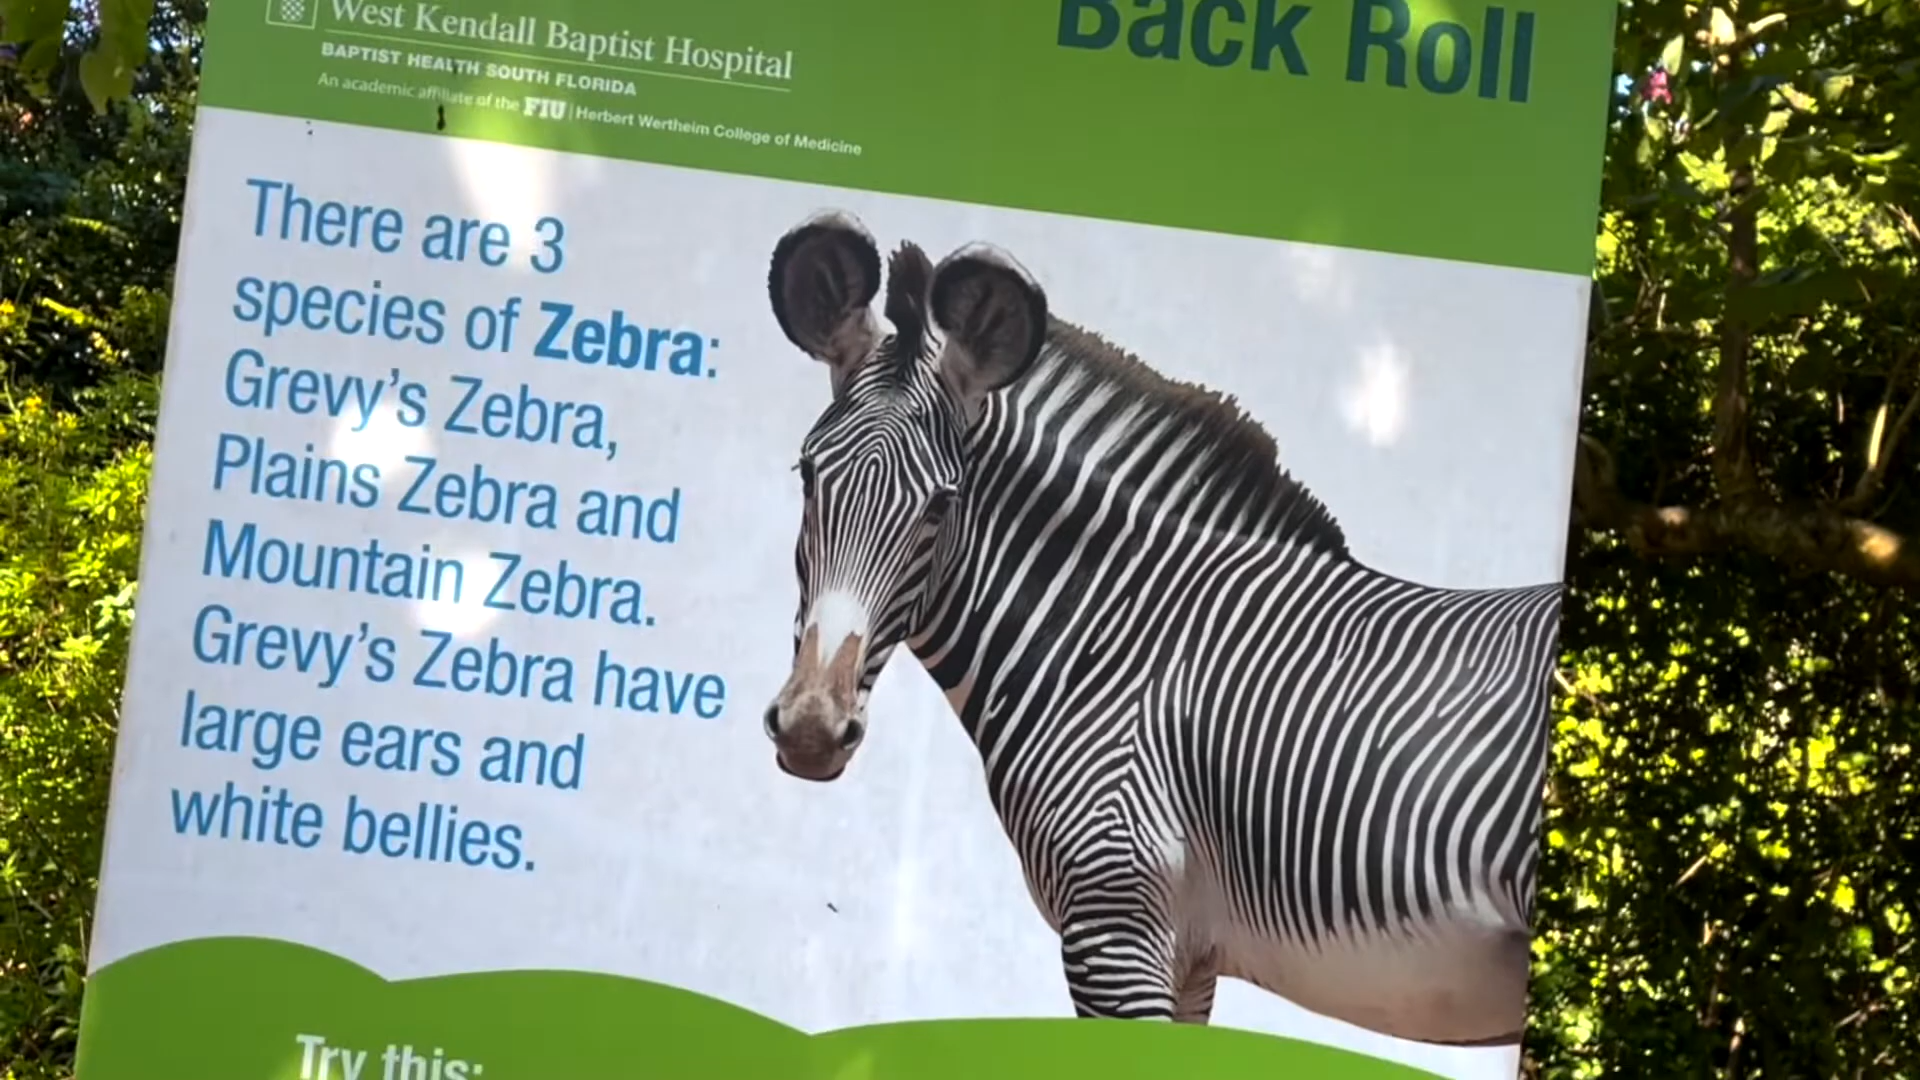 West Kendall Baptist Hospital
BAPTIST HEALTH SOUTH FLORIDA
An academic affiliate of the FIU | Herbert Wertheim College of Medicine
Back Roll
There are 3
species of Zebra:
Grevy's Zebra,
Plains Zebra and
Mountain Zebra.
Grevy's Zebra have
large ears and
white bellies.
Try this: